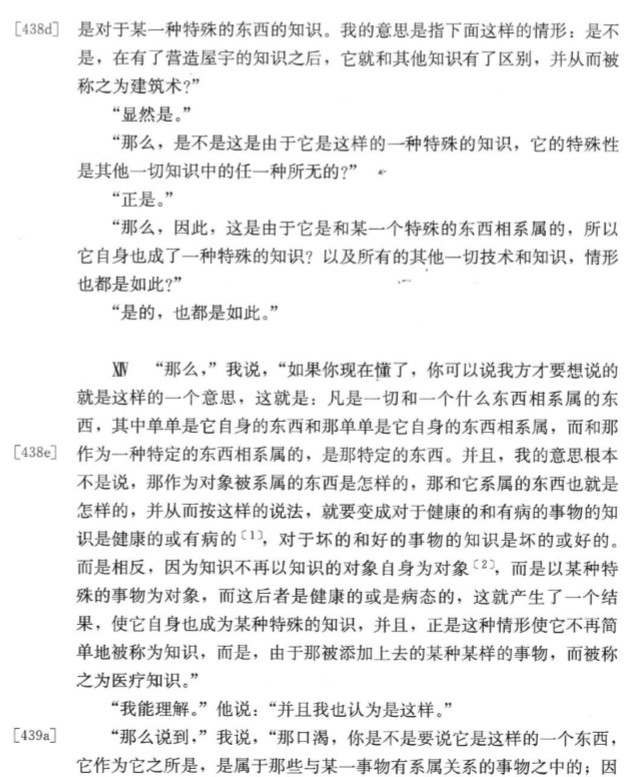 [438d] 是对于某一种特殊的东西的知识。我的意思是指下面这样的情形：是不
是，在有了营造屋宇的知识之后，它就和其他知识有了区别，并从而被
称之为建筑术？”
“显然是。”
“那么，是不是这是由于它是这样的一种特殊的知识，它的特殊性
是其他一切知识中的任一种所无的？”
“正是。”
“那么，因此，这是由于它是和某一个特殊的东西相系属的，所以
它自身也成了一种特殊的知识？以及所有的其他一切技术和知识，情形
也都是如此？”
“是的，也都是如此。”
XIV “那么，”我说，“如果你现在懂了，你可以说我方才要想说的
就是这样的一个意思，这就是：凡是一切和一个什么东西相系属的东
西，其中单单是它自身的东西和那单单是它自身的东西相系属，而和那
[438e] 作为一种特定的东西相系属的，是那特定的东西。并且，我的意思根本
不是说，那作为对象被系属的东西是怎样的，那和它系属的东西也就是
怎样的，并从而按这样的说法，就要变成对于健康的和有病的事物的知
识是健康的或有病的〔1〕，对于坏的和好的事物的知识是坏的或好的。
而是相反，因为知识不再以知识的对象自身为对象〔2〕，而是以某种特
殊的事物为对象，而这后者是健康的或是病态的，这就产生了一个结
果，使它自身也成为某种特殊的知识，并且，正是这种情形使它不再简
单地被称为知识，而是，由于那被添加上去的某种某样的事物，而被称
之为医疗知识。”
“我能理解。”他说：“并且我也认为是这样。”
[439a] “那么说到，”我说，“那口渴，你是不是要说它是这样的一个东西，
它作为它之所是，是属于那些与某一事物有系属关系的事物之中的；因